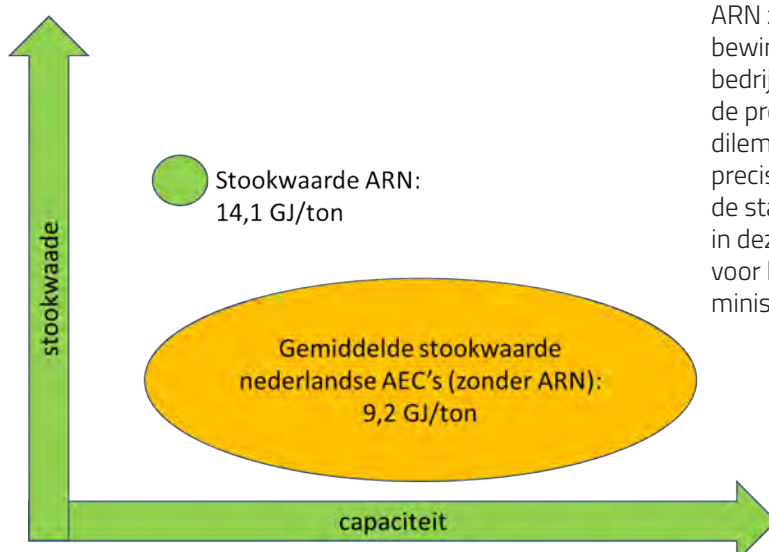 ARN
bewin
bedrij
de pr
dilem
precis
de sta
in dez
voor
minis
stookwaade
Stookwaarde ARN:
14,1 GJ/ton
Gemiddelde stookwaarde
nederlandse AEC's (zonder ARN):
9,2 GJ/ton
capaciteit